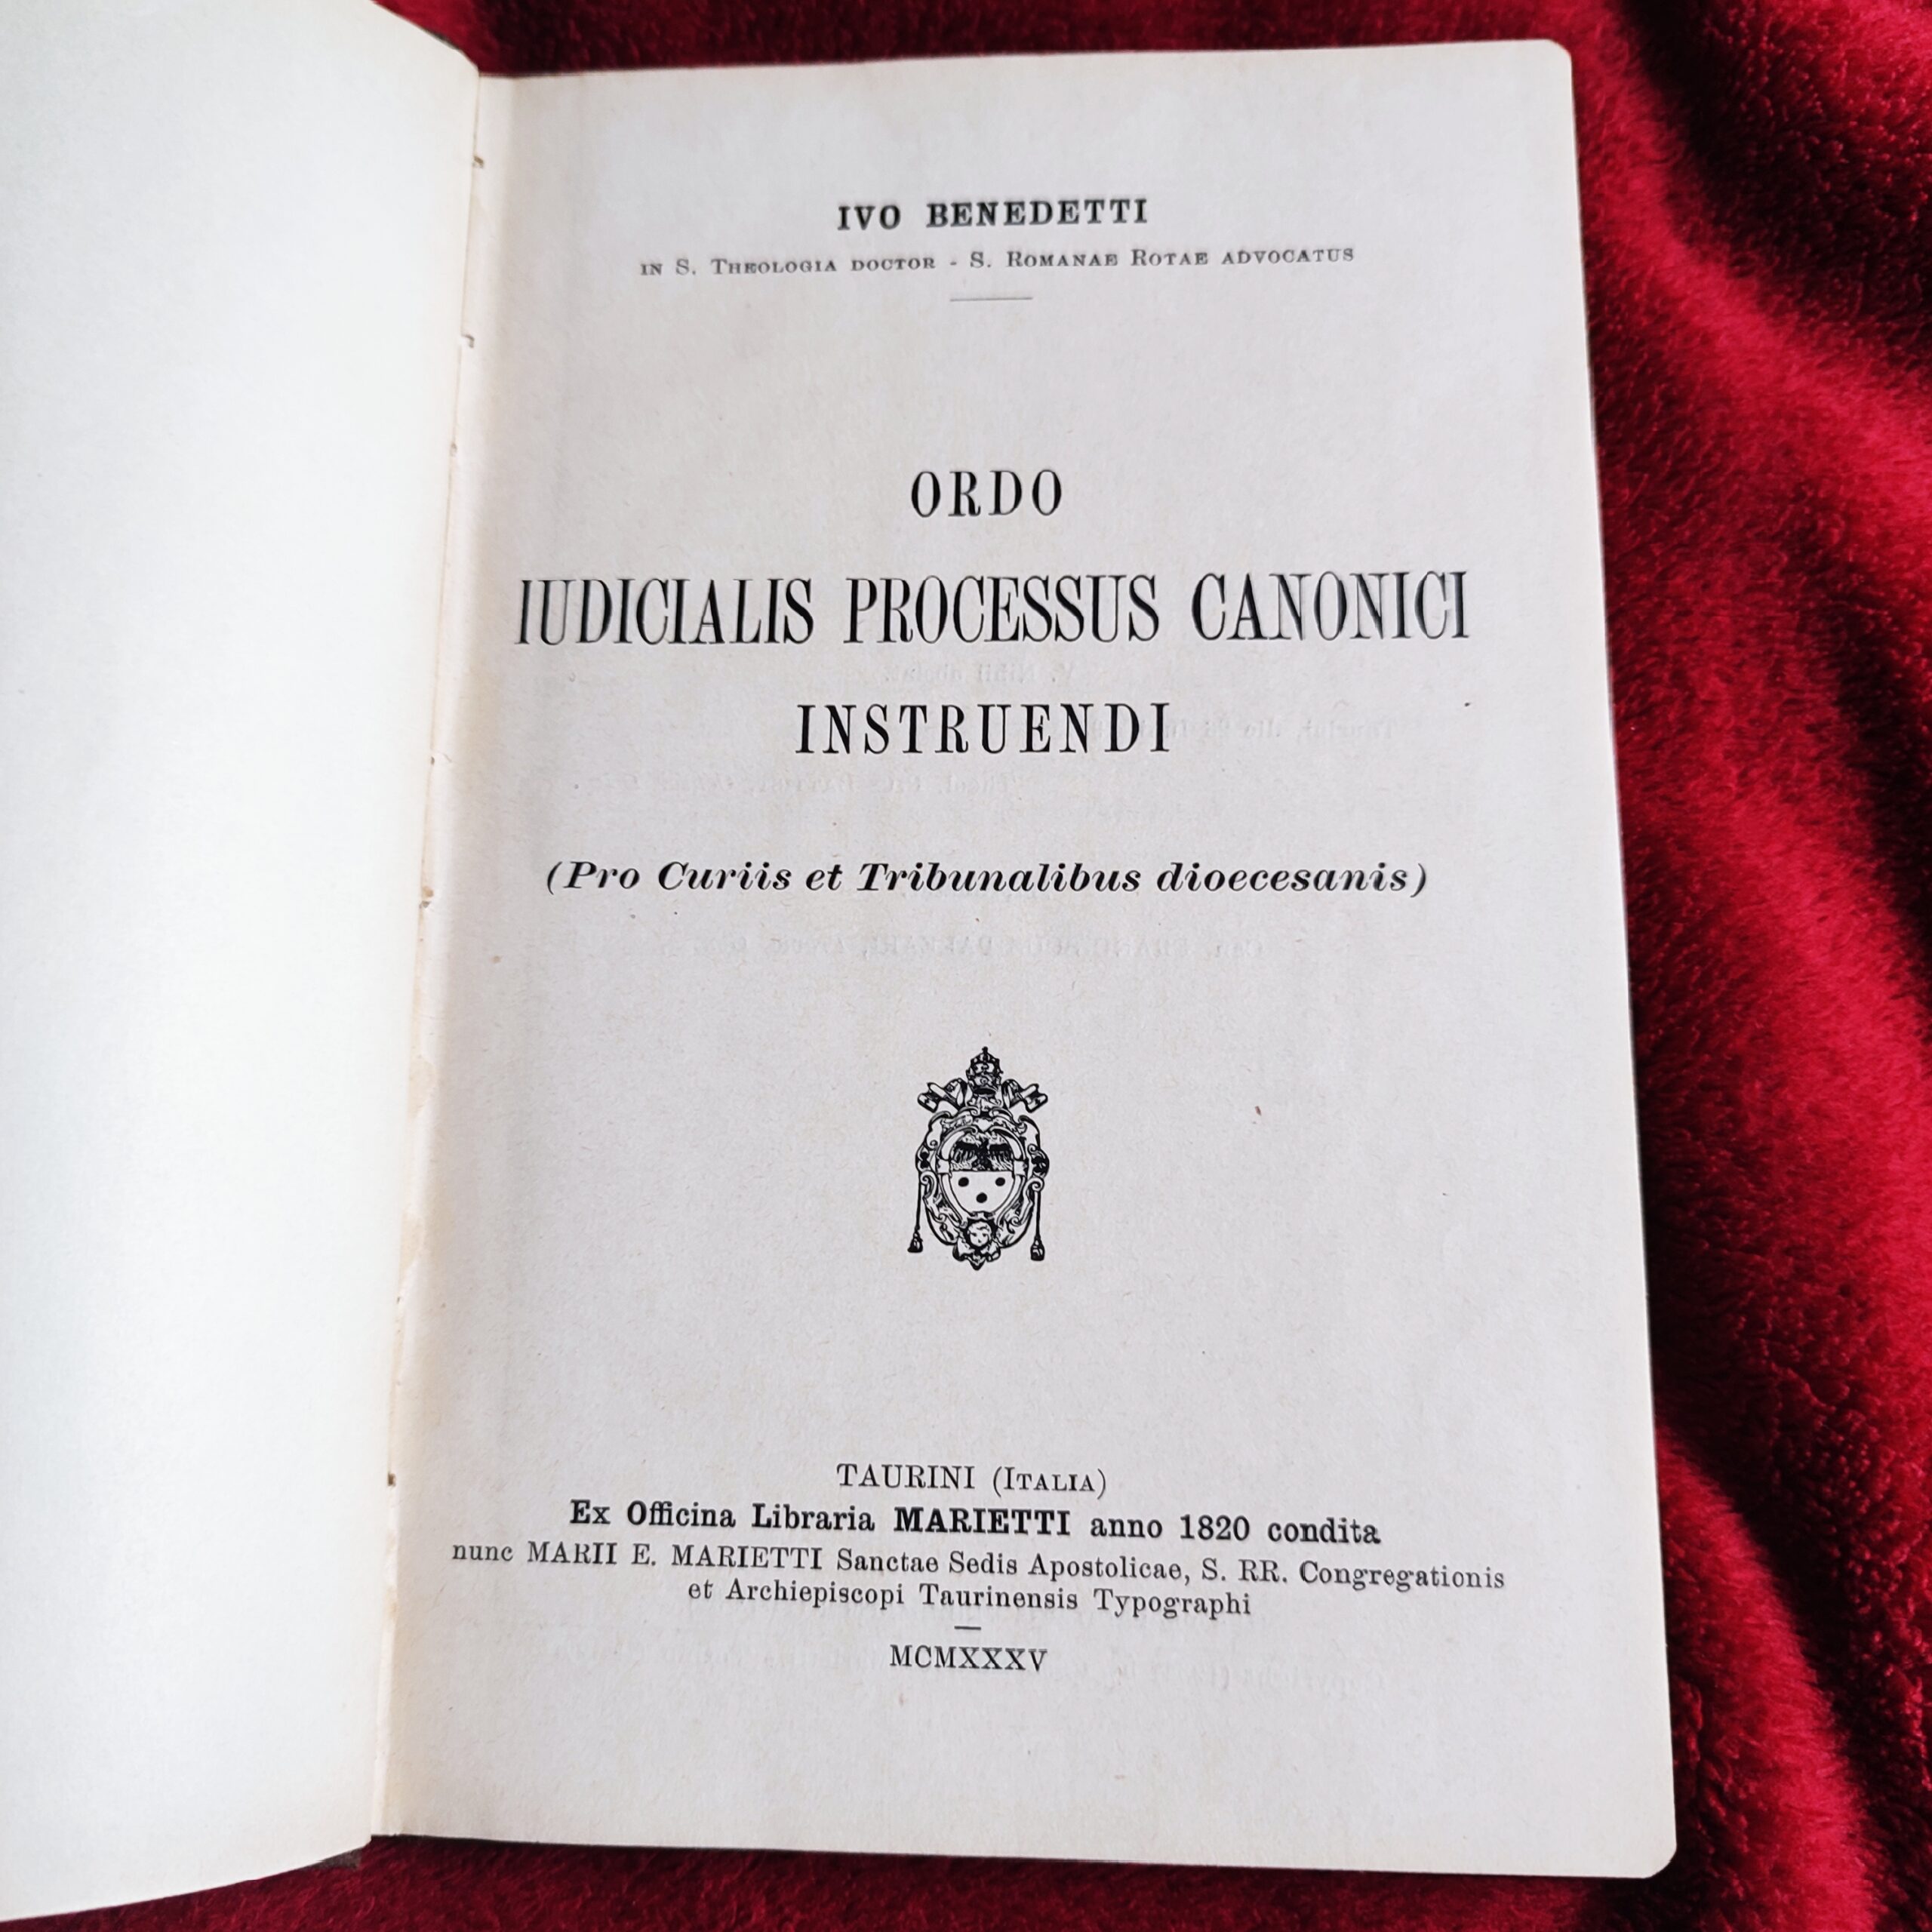 IVO BENEDETTI
IN S. THEOLOGIA DOCTOR - S. ROMANAE ROTAE ADVOCATUS
ORDO
IUDICIALIS PROCESSUS CANONICI
INSTRUENDI
(Pro Curiis et Tribunalibus dioecesanis)
TAURINI (ITALIA)
Ex Officina Libraria MARIETTI anno 1820 condita
nunc MARII E. MARIETTI Sanctae Sedis Apostolicae, S. RR. Congregationis
et Archiepiscopi Taurinensis Typographi
MCMXXXV